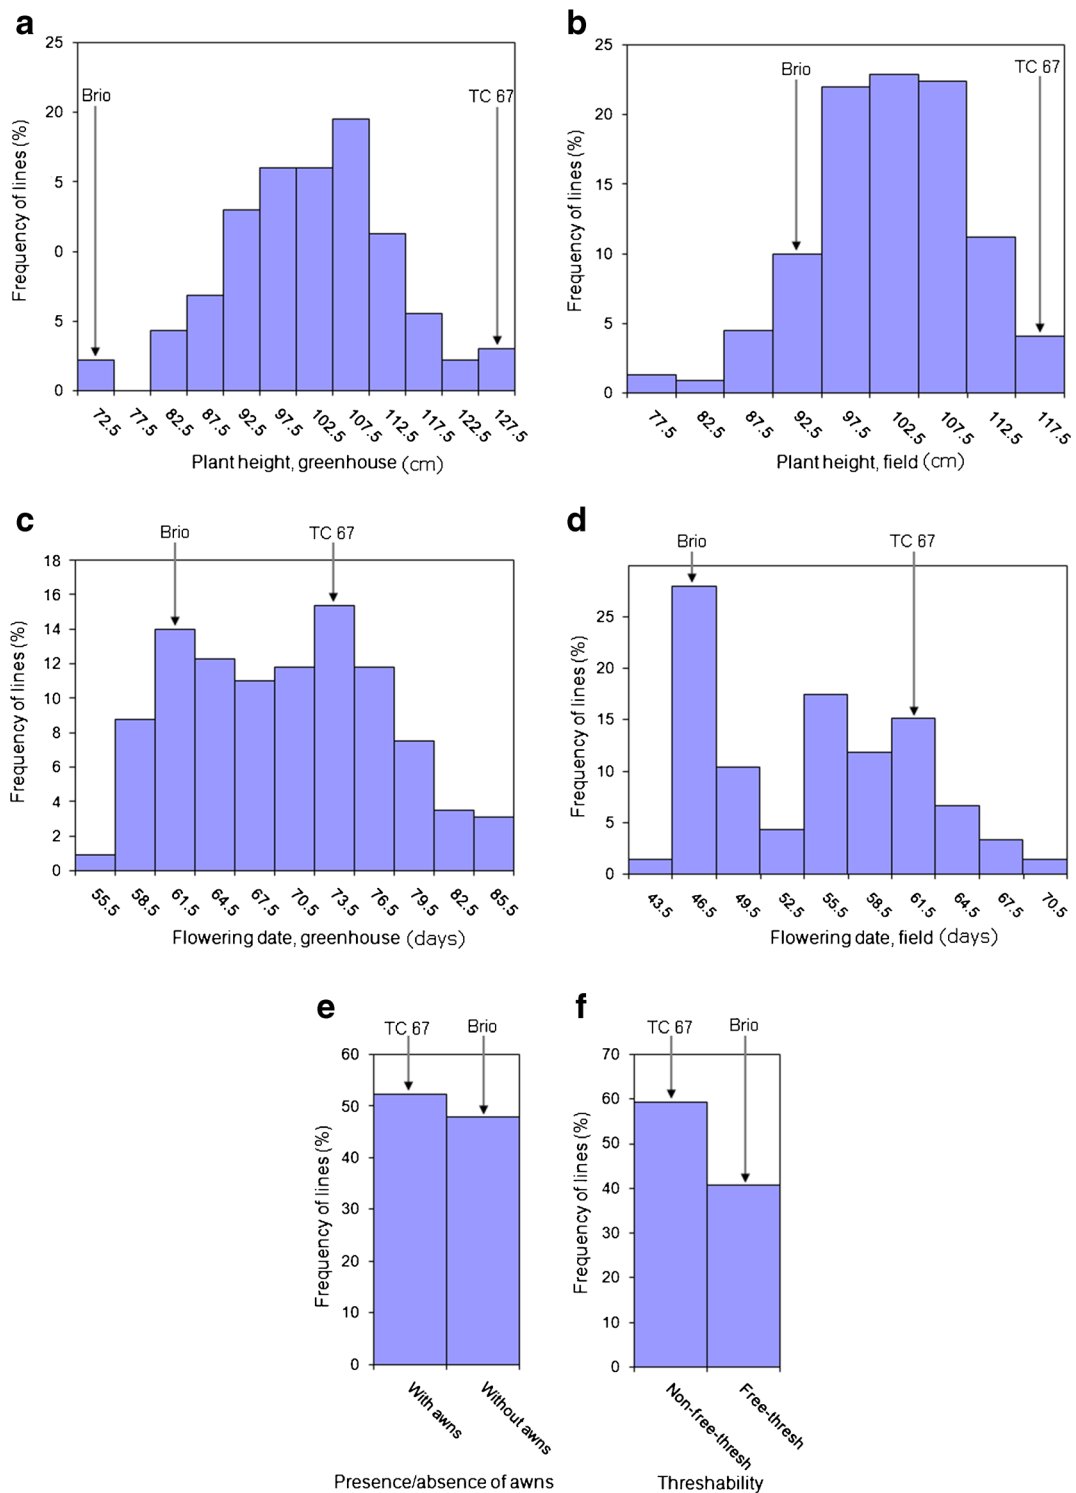 a
Brio
TC 67
25
20
5
0
5
0
Frequency of lines (%)
72.5 77.5 82.5 87.5 92.5 97.5 102.5 107.5 112.5 117.5 122.5 127.5
Plant height, greenhouse (cm)
b
Brio
TC 67
25
20
15
10
5
0
Frequency of lines (%)
77.5 82.5 87.5 92.5 97.5 102.5 107.5 112.5 117.5
Plant height, field (cm)
c
Brio
TC 67
18
16
14
12
10
8
6
4
2
0
Frequency of lines (%)
55.5 58.5 61.5 64.5 67.5 70.5 73.5 76.5 79.5 82.5 85.5
Flowering date, greenhouse (days)
d
Brio
TC 67
25
20
15
10
5
0
Frequency of lines (%)
43.5 46.5 49.5 52.5 55.5 58.5 61.5 64.5 67.5 70.5
Flowering date, field (days)
e
TC 67
Brio
60
50
40
30
20
10
0
Frequency of lines (%)
With awns
Without awns
Presence/absence of awns
f
TC 67
Brio
70
60
50
40
30
20
10
0
Frequency of lines (%)
Non-free-thresh
Free-thresh
Threshability